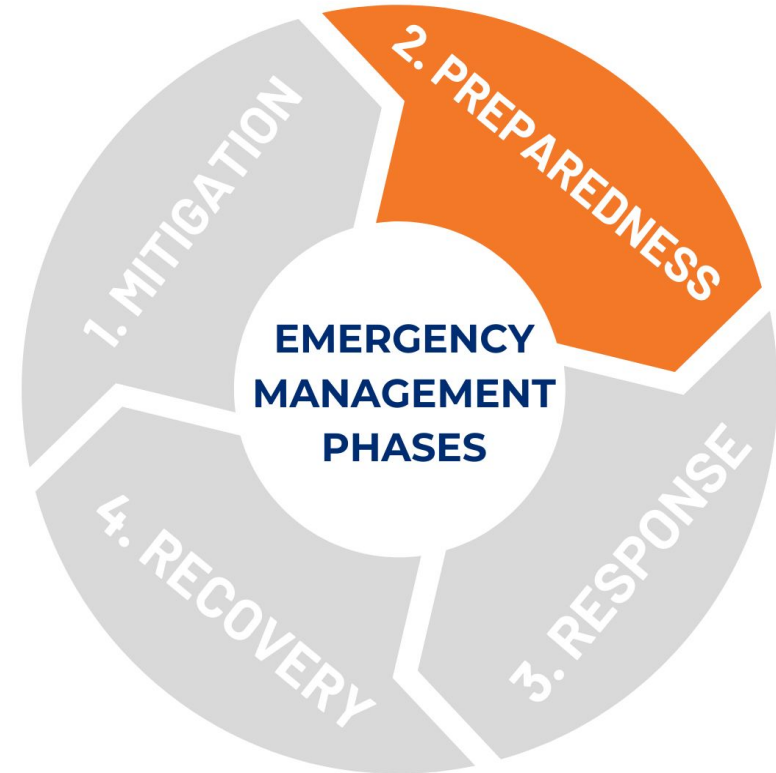 1. MITIGATION
2. PREPAREDNESS
EMERGENCY
MANAGEMENT
PHASES
3. RESPONSE
4. RECOVERY